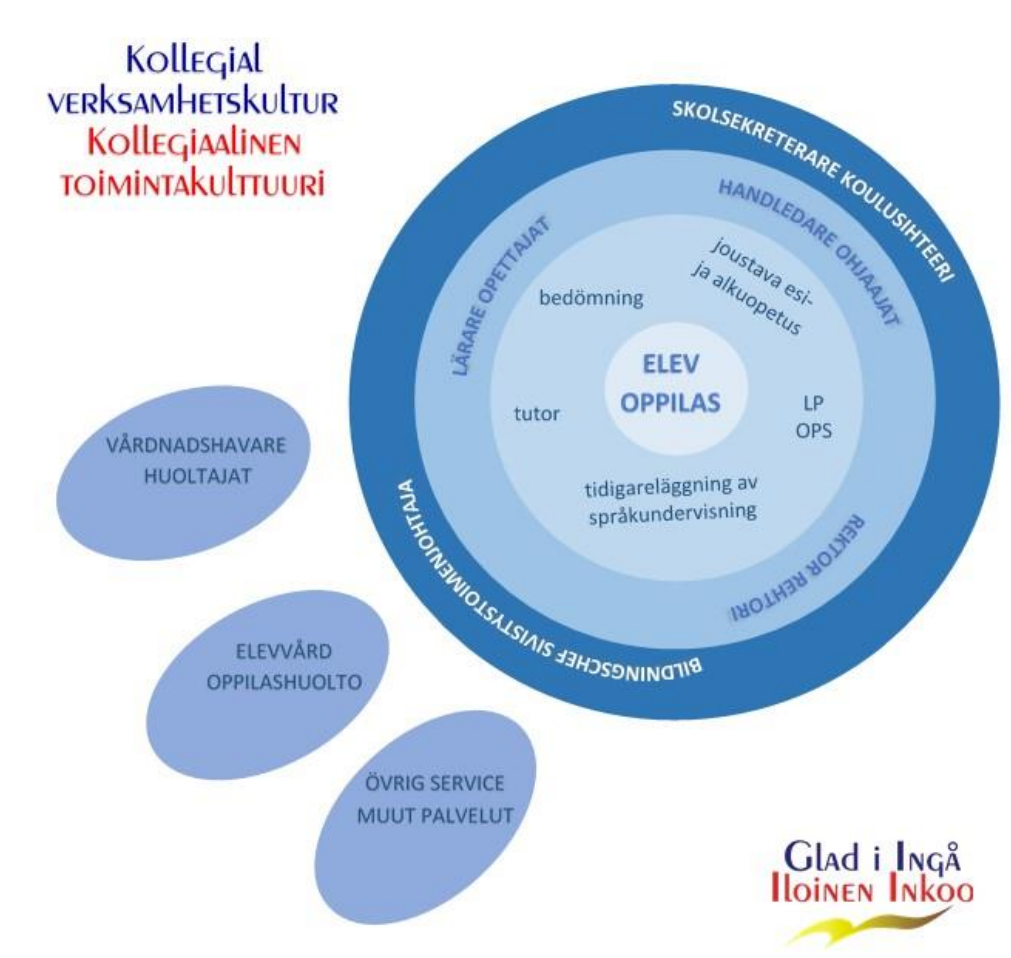 Kollegial
verksamhetskultur
Kollegiaalinen
toimintakulttuuri
SKOLSEKRETERARE KOULUSIHTEERI
HANDLEDARE OHJAAJAT
LÄRARE OPETTAJAT
joustava esi-
ja alkuopetus
bedömning
ELEV
OPPILAS
tutor
LP
OPS
tidigareläggning av
språkundervisning
REKTOR REHTORI
BILDNINGSCHEF SIVISTYSTOIMENJOHTAJA
VÅRDNADSHAVARE
HUOLTAJAT
ELEVVÅRD
OPPILASHUOLTO
ÖVRIG SERVICE
MUUT PALVELUT
Glad i Ingå
Iloinen Inkoo